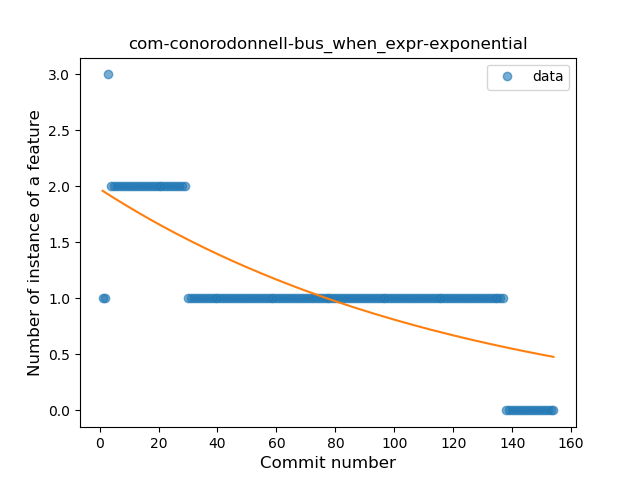 com-conorodonnell-bus_when_expr-exponential
data
Number of instance of a feature
3.0
2.5
2.0
1.5
1.0
0.5
0.0
0 20 40 60 80 100 120 140 160
Commit number